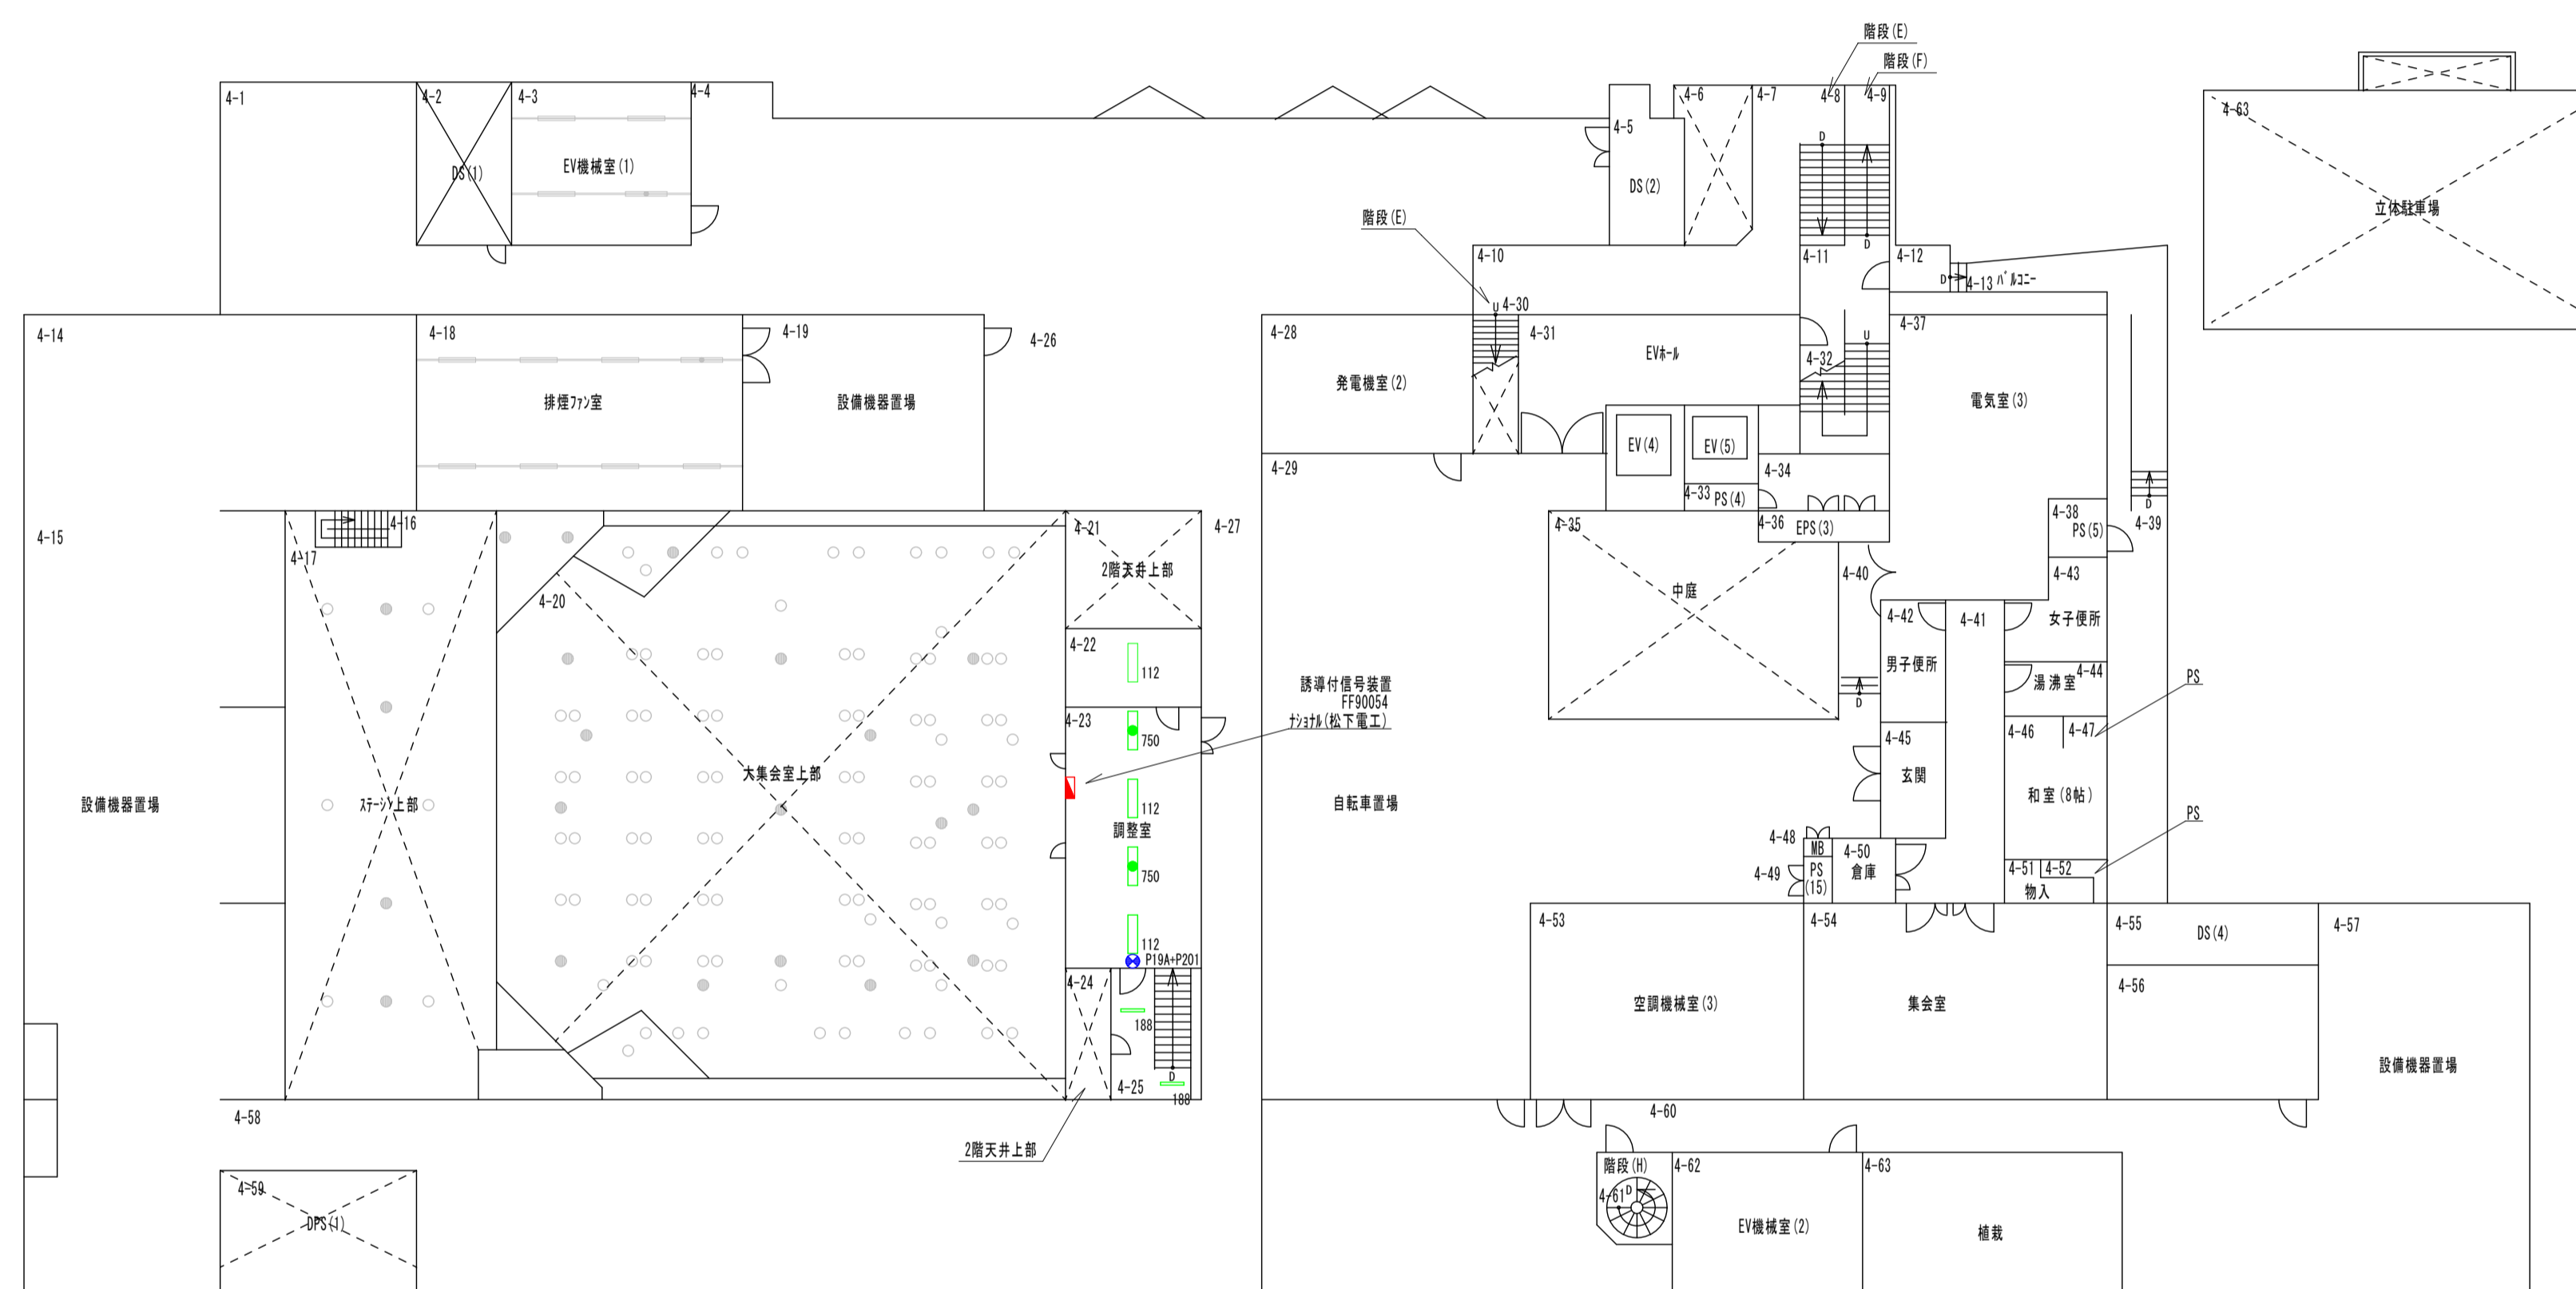 階段(E)
階段(F)
4-1
4-2
4-3
4-4
4-5
4-6
4-7
4-8
4-9
4-63
DS(1)
EV機械室(1)
DS(2)
D
D
立体駐車場
階段(E)
4-10
4-11
4-12
D
4-13 バルコニー
U 4-30
4-14
4-18
4-19
4-26
4-28
4-31
EVホール
4-32
U
4-37
排煙ファン室
設備機器置場
発電機室(2)
電気室(3)
EV(4)
EV(5)
4-29
4-34
4-33 PS(4)
D
4-15
4-16
4-17
4-21
4-27
4-35
4-36
EPS(3)
4-38
PS(5)
4-39
2階天井上部
4-20
中庭
4-40
4-43
4-42
4-41
女子便所
4-22
112
男子便所
湯沸室
4-44
PS
誘導付信号装置
FF90054
ナショナル(松下電工)
D
4-23
750
4-46
4-47
4-45
玄関
大集会室上部
設備機器置場
ステージ上部
112
調整室
自転車置場
和室(8帖)
PS
4-48
MB
4-50
倉庫
4-49
PS
(15)
750
4-51
4-52
物入
112
P19A+P201
4-53
4-54
4-55
DS(4)
4-57
4-24
4-56
188
空調機械室(3)
集会室
設備機器置場
D
4-25
188
4-58
4-60
2階天井上部
階段(H)
4-62
4-63
4-59
4-61
D
DPS(1)
EV機械室(2)
植栽